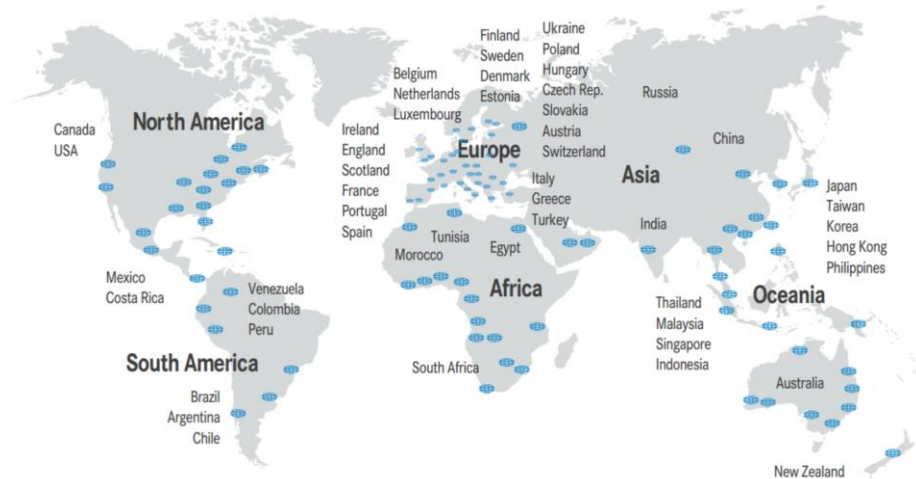 North America
Canada
USA
Mexico
Costa Rica
South America
Venezuela
Colombia
Peru
Brazil
Argentina
Chile
Europe
Ireland
England
Scotland
France
Portugal
Spain
Belgium
Netherlands
Luxembourg
Finland
Sweden
Denmark
Estonia
Ukraine
Poland
Hungary
Czech Rep.
Slovakia
Austria
Switzerland
Italy
Greece
Turkey
Africa
Tunisia
Morocco
Egypt
South Africa
Asia
Russia
China
India
Japan
Taiwan
Korea
Hong Kong
Philippines
Thailand
Malaysia
Singapore
Indonesia
Oceania
Australia
New Zealand